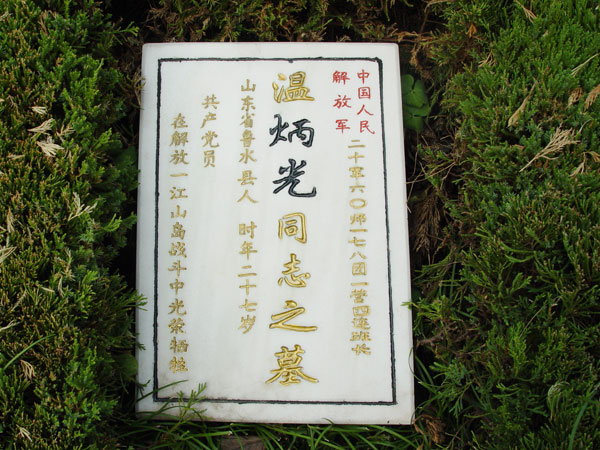 中国人民
解放军
二十军六〇师一七八团一营四连班长
温炳光同志之墓
山东省鲁水县人 时年二十七岁
共产党员
在解放一江山岛战斗中光荣牺牲